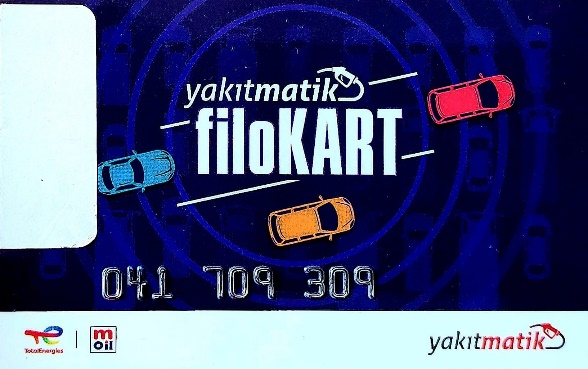 yakıtmatik
filoKART
041 709 309
TotalEnergies
m
oil
yakıtmatik